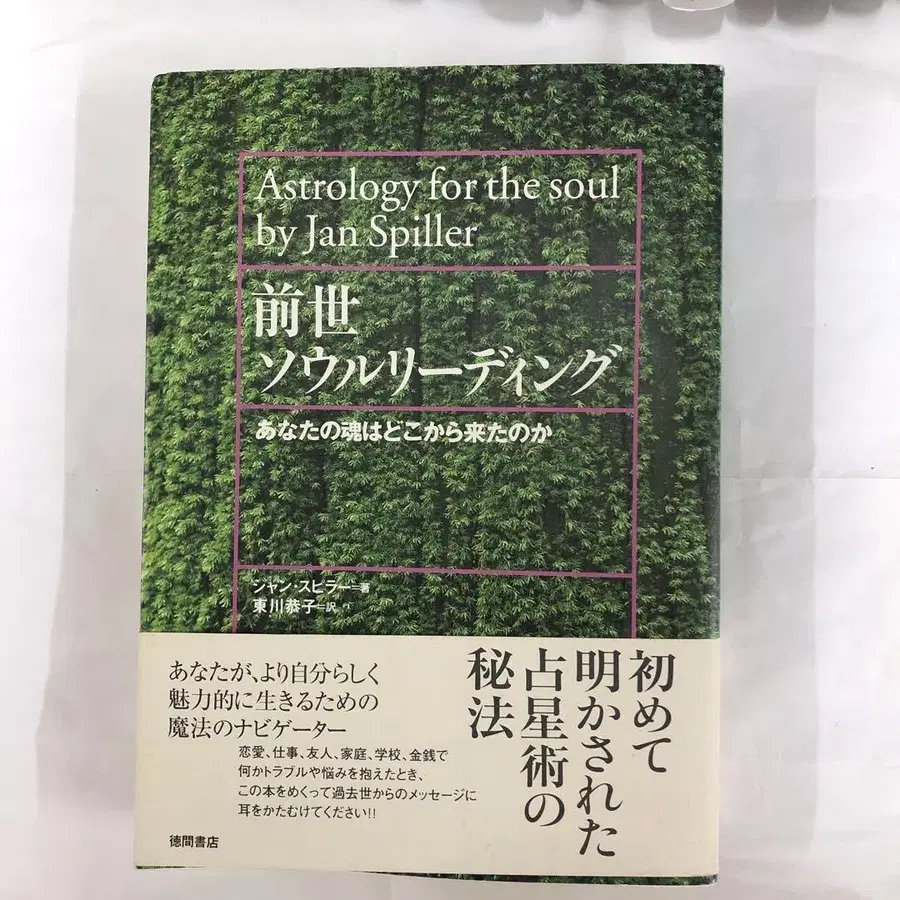 Astrology for the soul
by Jan Spiller
前世
ソウルリーディング
あなたの魂はどこから来たのか
ジャン・スピラー=著
東川恭子=訳
初めて
明かされた
占星術の
秘法
あなたが、より自分らしく
魅力的に生きるための
魔法のナビゲーター
恋愛、仕事、友人、家庭、学校、金銭で
何かトラブルや悩みを抱えたとき、
この本をめくって過去世からのメッセージに
耳をかたむけてください!!
徳間書店